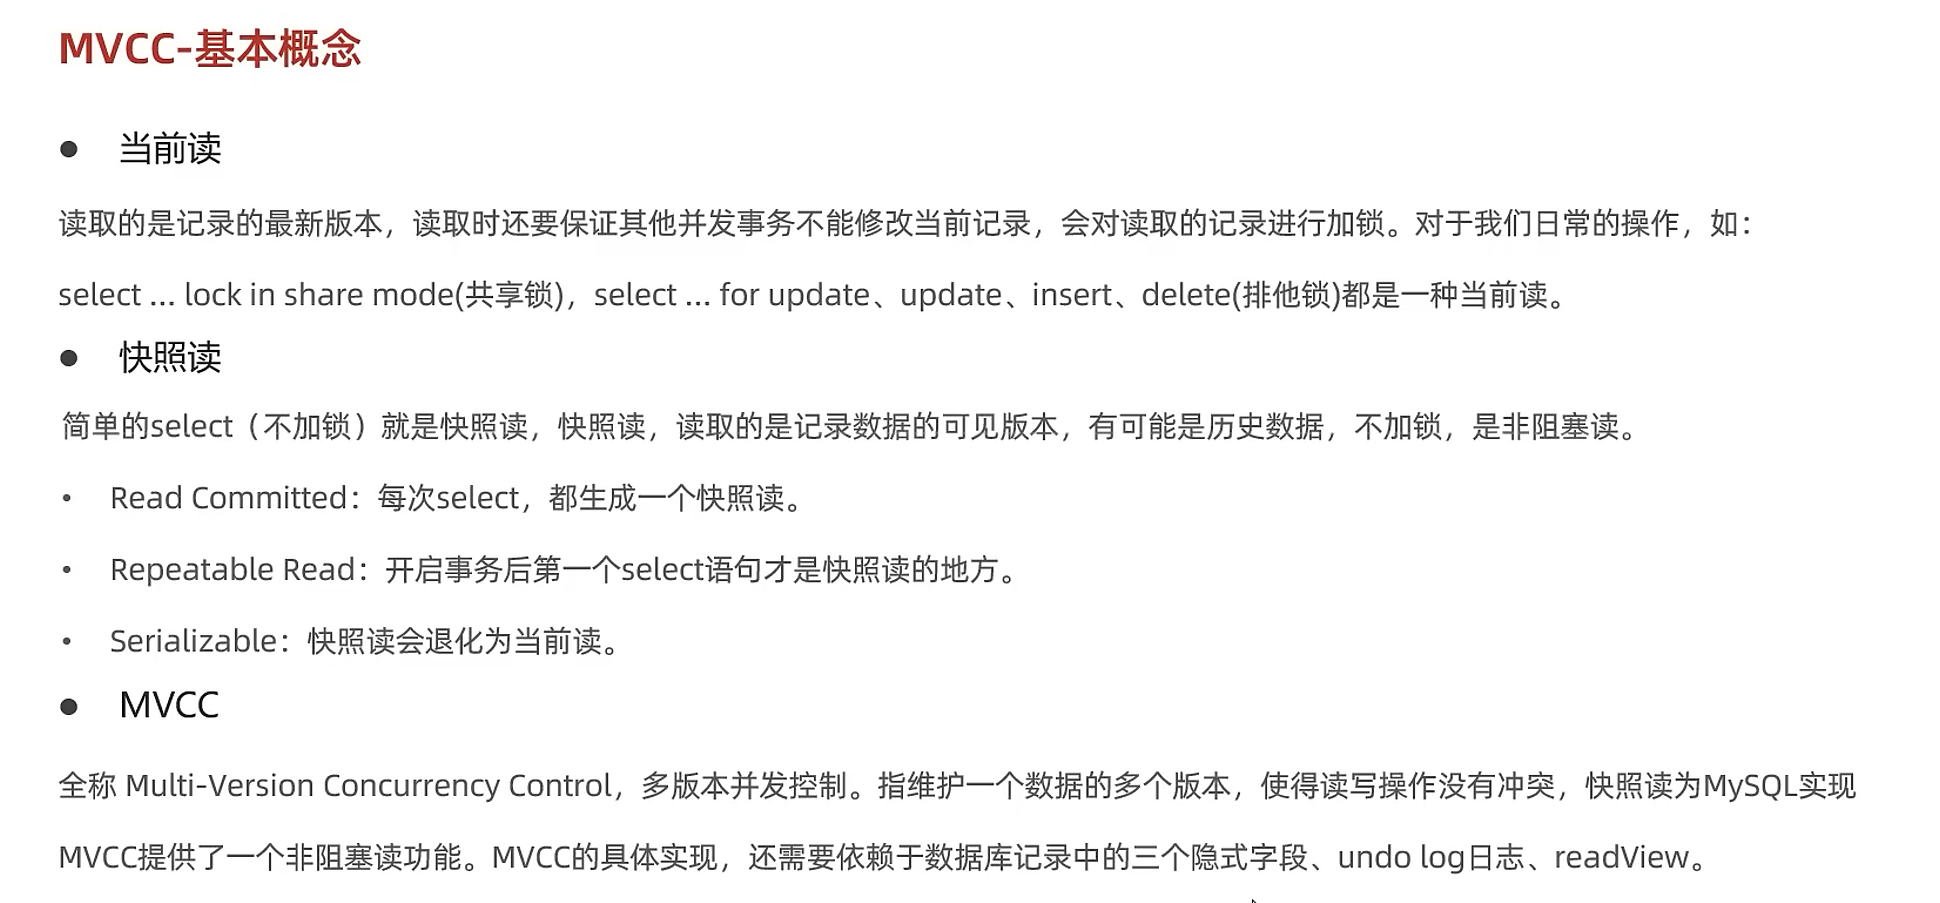 MVCC-基本概念
● 当前读
读取的是记录的最新版本，读取时还要保证其他并发事务不能修改当前记录，会对读取的记录进行加锁。对于我们日常的操作，如：
select ... lock in share mode(共享锁)，select ... for update、update、insert、delete(排他锁)都是一种当前读。
● 快照读
简单的select（不加锁）就是快照读，快照读，读取的是记录数据的可见版本，有可能是历史数据，不加锁，是非阻塞读。
• Read Committed：每次select，都生成一个快照读。
• Repeatable Read：开启事务后第一个select语句才是快照读的地方。
• Serializable：快照读会退化为当前读。
● MVCC
全称 Multi-Version Concurrency Control，多版本并发控制。指维护一个数据的多个版本，使得读写操作没有冲突，快照读为MySQL实现
MVCC提供了一个非阻塞读功能。MVCC的具体实现，还需要依赖于数据库记录中的三个隐式字段、undo log日志、readView。